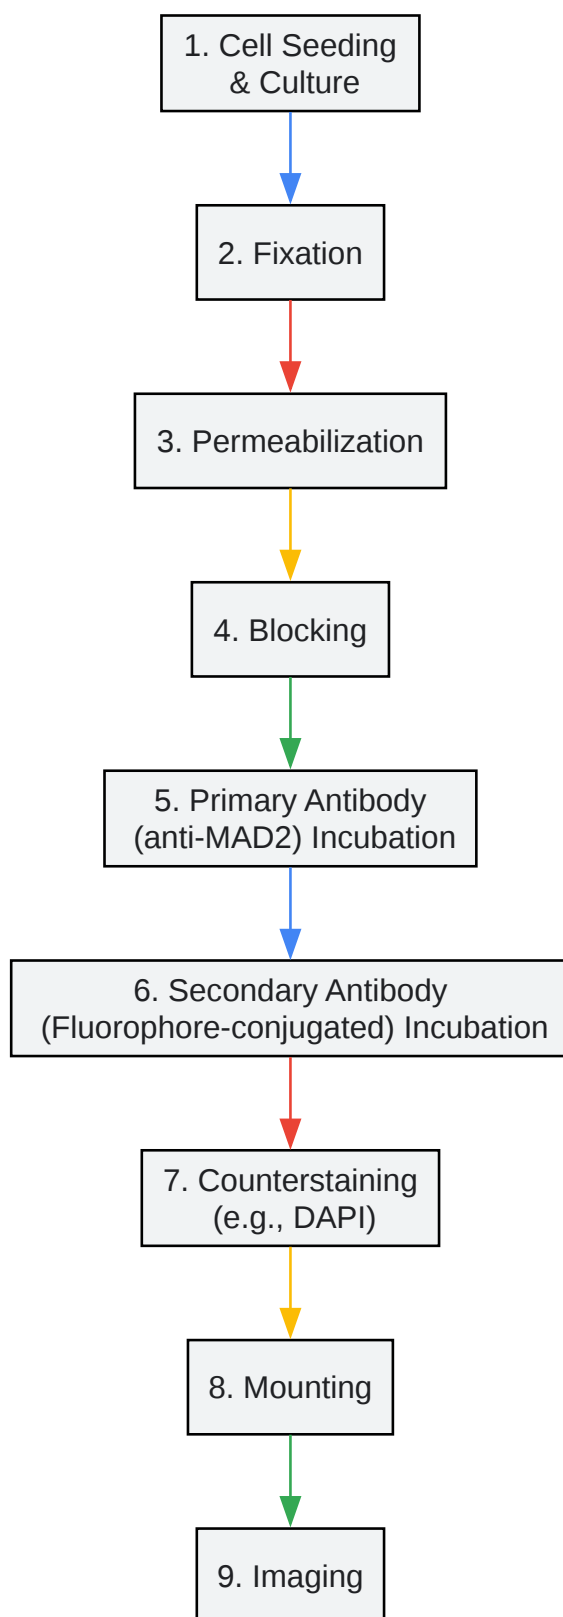 1. Cell Seeding
& Culture
2. Fixation
3. Permeabilization
4. Blocking
5. Primary Antibody
(anti-MAD2) Incubation
6. Secondary Antibody
(Fluorophore-conjugated) Incubation
7. Counterstaining
(e.g., DAPI)
8. Mounting
9. Imaging